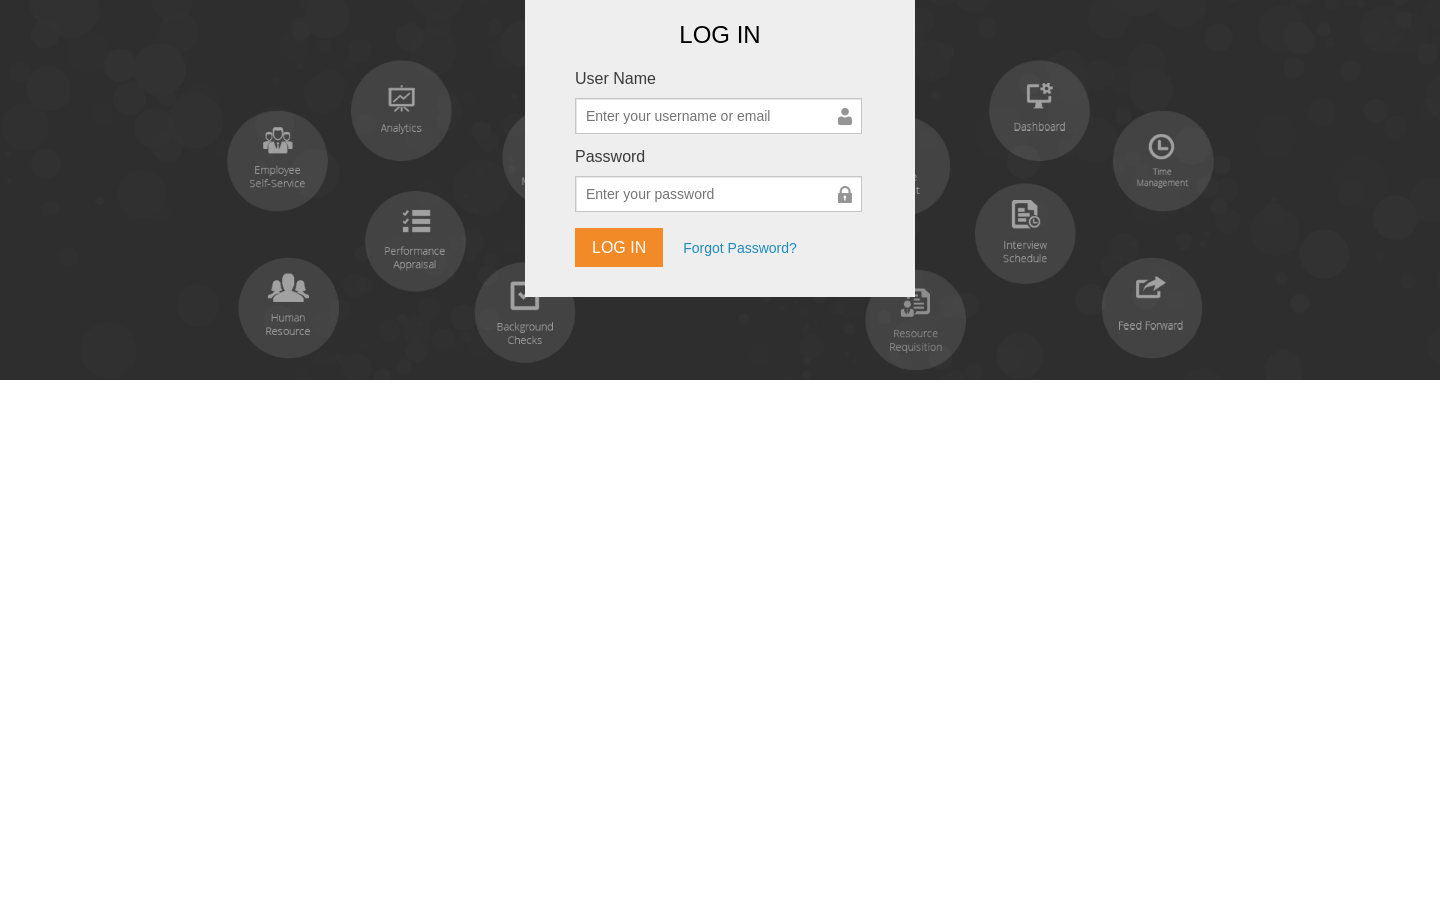 LOG IN
User Name
Enter your username or email
Password
Enter your password
LOG IN
Forgot Password?
Analytics
Employee
Self-Service
Performance
Appraisal
Human
Resource
Background
Checks
Dashboard
Time
Management
Interview
Schedule
Resource
Requisition
Feed Forward